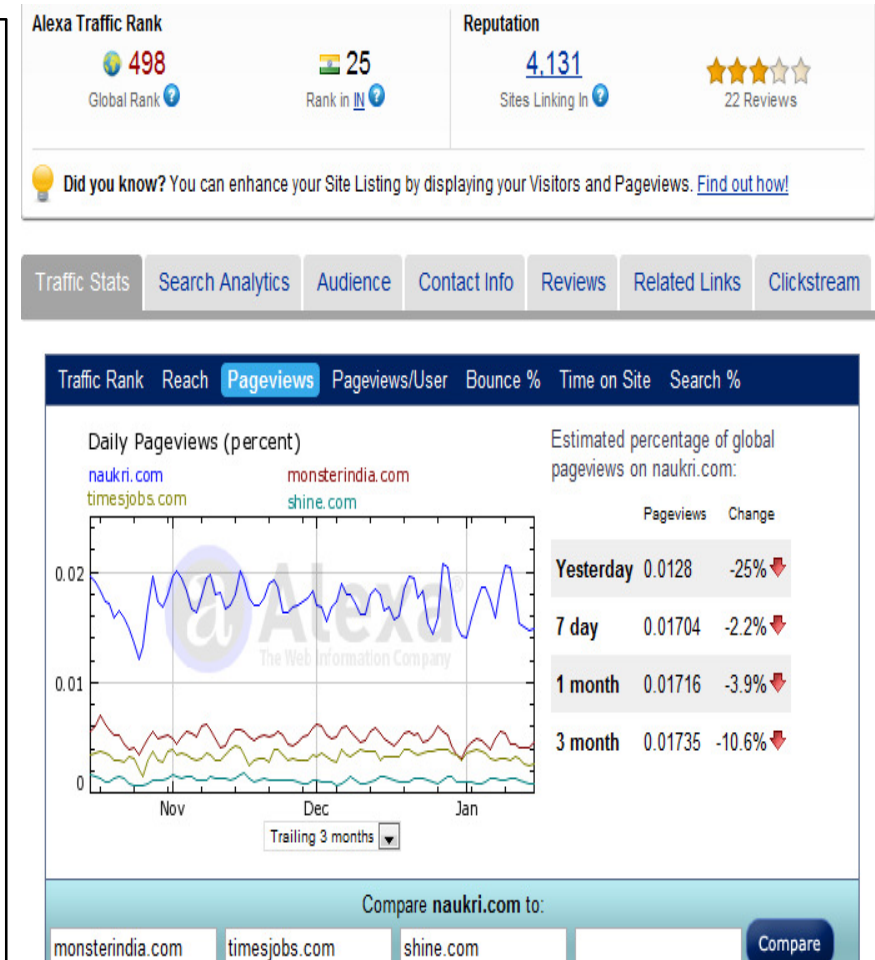 Alexa Traffic Rank
Reputation
498
25
4,131
Global Rank ?
Rank in IN ?
Sites Linking In ?
22 Reviews
Did you know? You can enhance your Site Listing by displaying your Visitors and Pageviews. Find out how!
Traffic Stats Search Analytics Audience Contact Info Reviews Related Links Clickstream
Traffic Rank Reach Pageviews Pageviews/User Bounce % Time on Site Search %
Daily Pageviews (percent)
naukri.com monsterindia.com
timesjobs.com shine.com
0.02
0.01
0
a Alexa
The Web Information Company
Nov Dec Jan
Trailing 3 months
Estimated percentage of global
pageviews on naukri.com:
Pageviews Change
Yesterday 0.0128 -25%
7 day 0.01704 -2.2%
1 month 0.01716 -3.9%
3 month 0.01735 -10.6%
Compare naukri.com to:
monsterindia.com timesjobs.com shine.com Compare